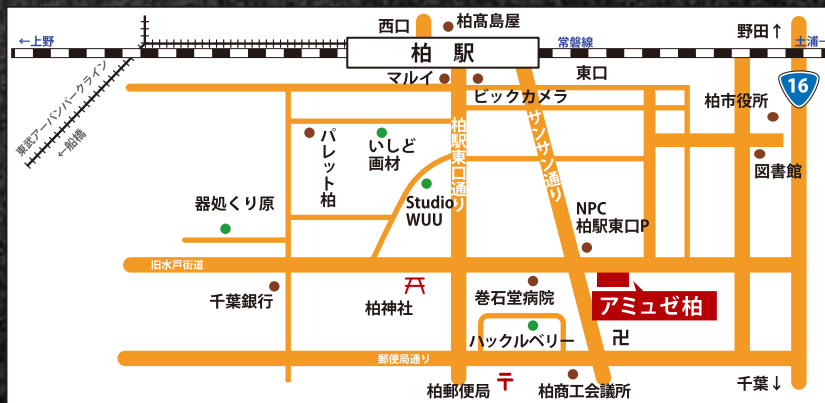 西口
柏髙島屋
野田↑
←上野
柏 駅
常磐線
土浦→
東武アーバンパークライン
←船橋
マルイ
ビックカメラ
東口
16
柏市役所
パレット柏
いしど
画材
柏駅東口通り
サンサン通り
図書館
器処くり原
Studio
WUU
NPC
柏駅東口P
旧水戸街道
千葉銀行
柏神社
巻石堂病院
アミュゼ柏
ハックルベリー
卍
郵便局通り
柏郵便局
〒
柏商工会議所
千葉↓